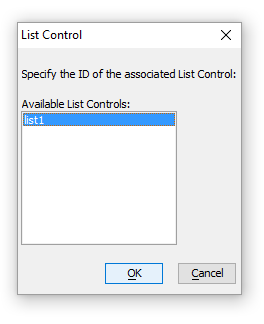 List Control
Specify the ID of the associated List Control:
Available List Controls:
list1
OK
Cancel